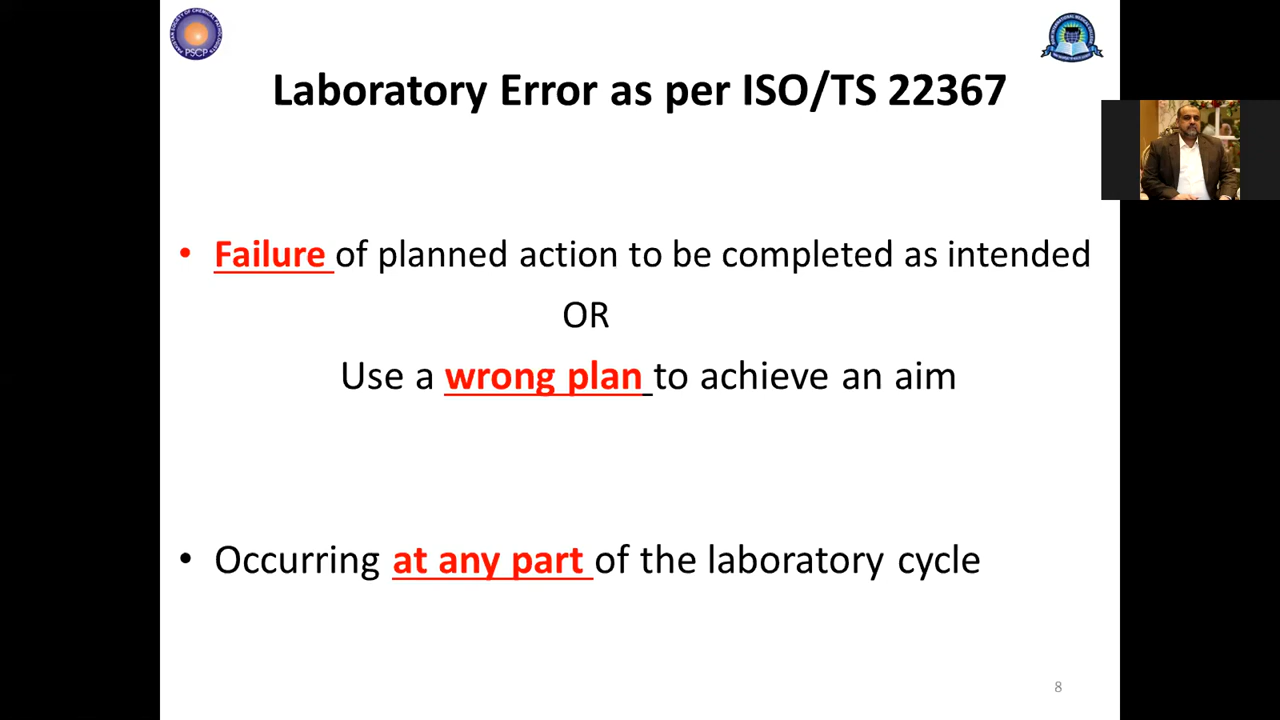 PSCP
Laboratory Error as per ISO/TS 22367
• Failure of planned action to be completed as intended
OR
Use a wrong plan to achieve an aim
• Occurring at any part of the laboratory cycle
8